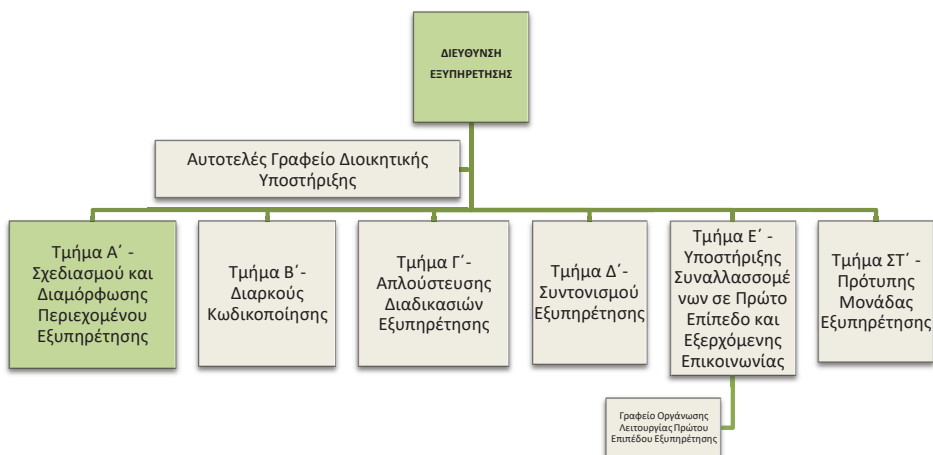 ΔΙΕΥΘΥΝΣΗ
ΕΞΥΠΗΡΕΤΗΣΗΣ
Αυτοτελές Γραφείο Διοικητικής
Υποστήριξης
Τμήμα Α΄ -
Σχεδιασμού και
Διαμόρφωσης
Περιεχομένου
Εξυπηρέτησης
Τμήμα Β΄-
Διαρκούς
Κωδικοποίησης
Τμήμα Γ΄-
Απλούστευσης
Διαδικασιών
Εξυπηρέτησης
Τμήμα Δ΄-
Συντονισμού
Εξυπηρέτησης
Τμήμα Ε΄ -
Υποστήριξης
Συναλλασσομέ
νων σε Πρώτο
Επίπεδο και
Εξερχόμενης
Επικοινωνίας
Τμήμα ΣΤ΄-
Πρότυπης
Μονάδας
Εξυπηρέτησης
Γραφείο Οργάνωσης
Λειτουργίας Πρώτου
Επιπέδου Εξυπηρέτησης